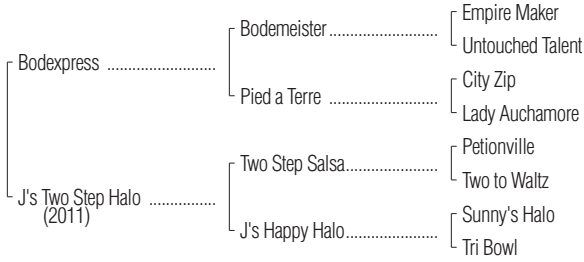 Empire Maker
Bodemeister ....................
Untouched Talent
Bodexpress ....................
City Zip
Pied a Terre ....................
Lady Auchamore
Petionville
Two Step Salsa....................
Two to Waltz
J's Two Step Halo ...............
(2011)
Sunny's Halo
J's Happy Halo....................
Tri Bowl